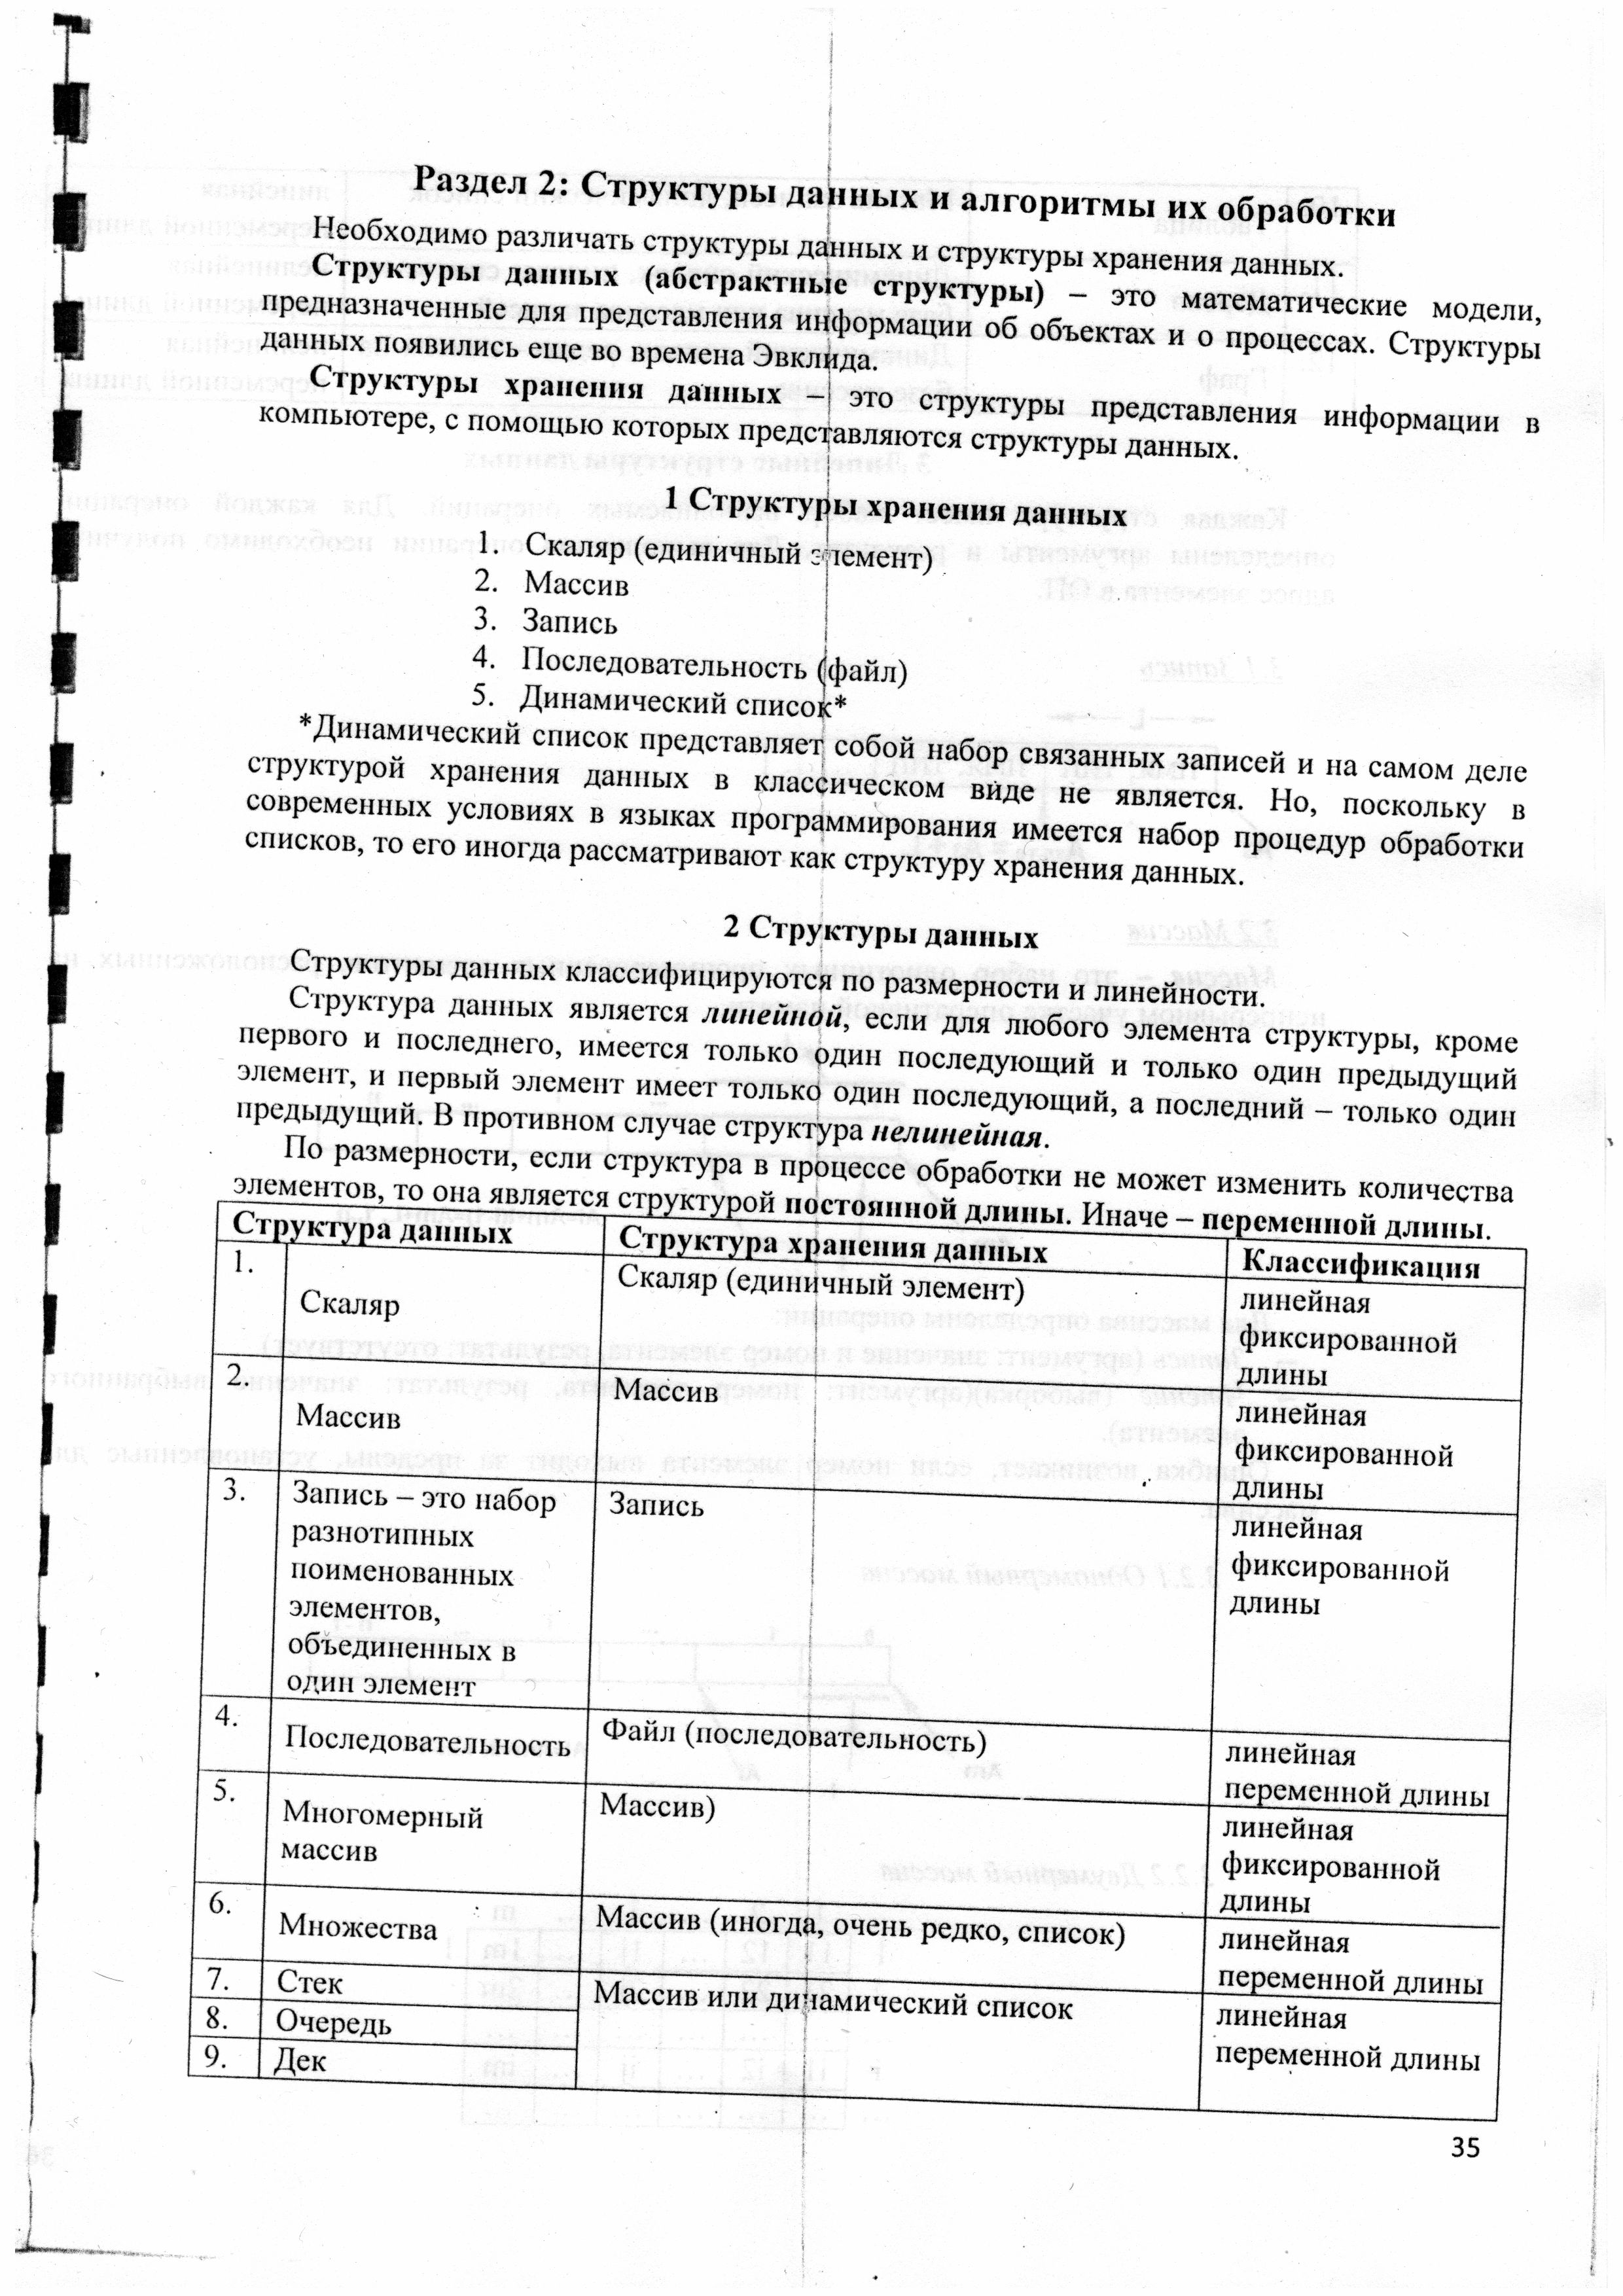 Раздел 2: Структуры данных и алгоритмы их обработки
Необходимо различать структуры данных и структуры хранения данных.
Структуры данных (абстрактные структуры) – это математические модели,
предназначенные для представления информации об объектах и о процессах. Структуры
данных появились еще во времена Эвклида.
Структуры хранения данных – это структуры представления информации в
компьютере, с помощью которых представляются структуры данных.
1 Структуры хранения данных
1. Скаляр (единичный элемент)
2. Массив
3. Запись
4. Последовательность (файл)
5. Динамический список*
*Динамический список представляет собой набор связанных записей и на самом деле
структурой хранения данных в классическом виде не является. Но, поскольку в
современных условиях в языках программирования имеется набор процедур обработки
списков, то его иногда рассматривают как структуру хранения данных.
2 Структуры данных
Структуры данных классифицируются по размерности и линейности.
Структура данных является линейной, если для любого элемента структуры, кроме
первого и последнего, имеется только один последующий и только один предыдущий
элемент, и первый элемент имеет только один последующий, а последний – только один
предыдущий. В противном случае структура нелинейная.
По размерности, если структура в процессе обработки не может изменить количества
элементов, то она является структурой постоянной длины. Иначе – переменной длины.
Структура данных Структура хранения данных Классификация
1. Скаляр Скаляр (единичный элемент) линейная
фиксированной
длины
2. Массив Массив линейная
фиксированной
длины
3. Запись – это набор Запись линейная
разнотипных фиксированной
поименованных длины
элементов,
объединенных в
один элемент
4. Последовательность Файл (последовательность) линейная
переменной длины
5. Многомерный Массив) линейная
массив фиксированной
длины
6. Множества Массив (иногда, очень редко, список) линейная
переменной длины
7. Стек Массив или динамический список линейная
8. Очередь переменной длины
9. Дек
35